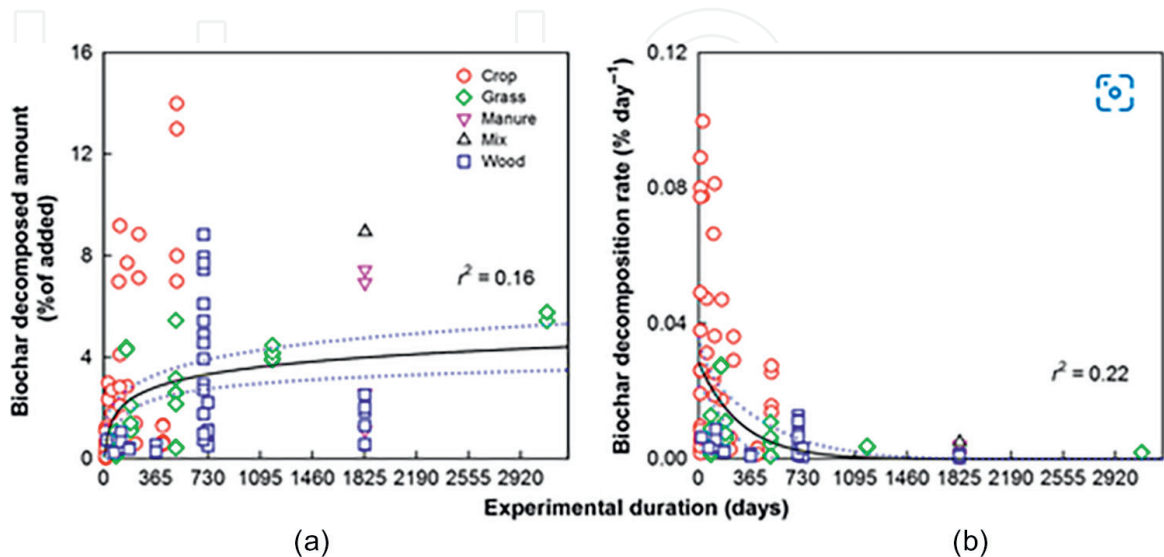 Biochar decomposed amount
(%of added)
16
12
8
4
0
Crop
Grass
Manure
Mix
Wood
r² = 0.16
0 365 730 1095 1460 1825 2190 2555 2920
(a)
Biochar decomposition rate (% day⁻¹)
0.12
0.08
0.04
0.00
r² = 0.22
0 365 730 1095 1460 1825 2190 2555 2920
(b)
Experimental duration (days)